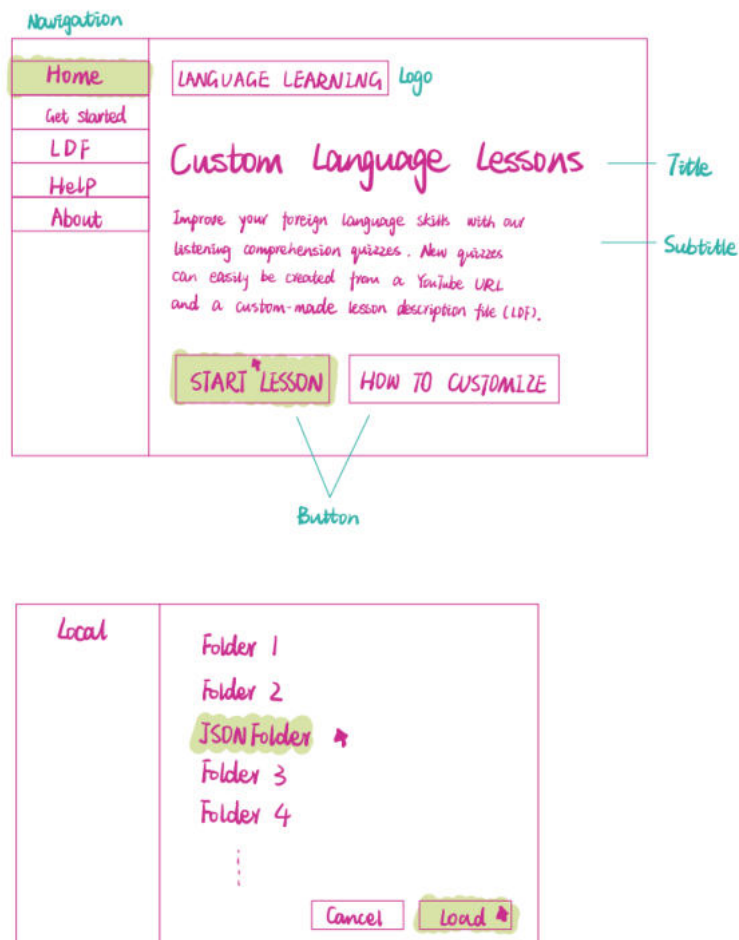 Navigation
Home
Get started
LDF
Help
About
LANGUAGE LEARNING
Logo
Custom Language Lessons
Title
Improve your foreign language skills with our
listening comprehension quizzes. New quizzes
can easily be created from a YouTube URL
and a custom-made lesson description file (LDF).
Subtitle
START LESSON
HOW TO CUSTOMIZE
Button
Local
Folder 1
Folder 2
JSON Folder
Folder 3
Folder 4
Cancel
Load